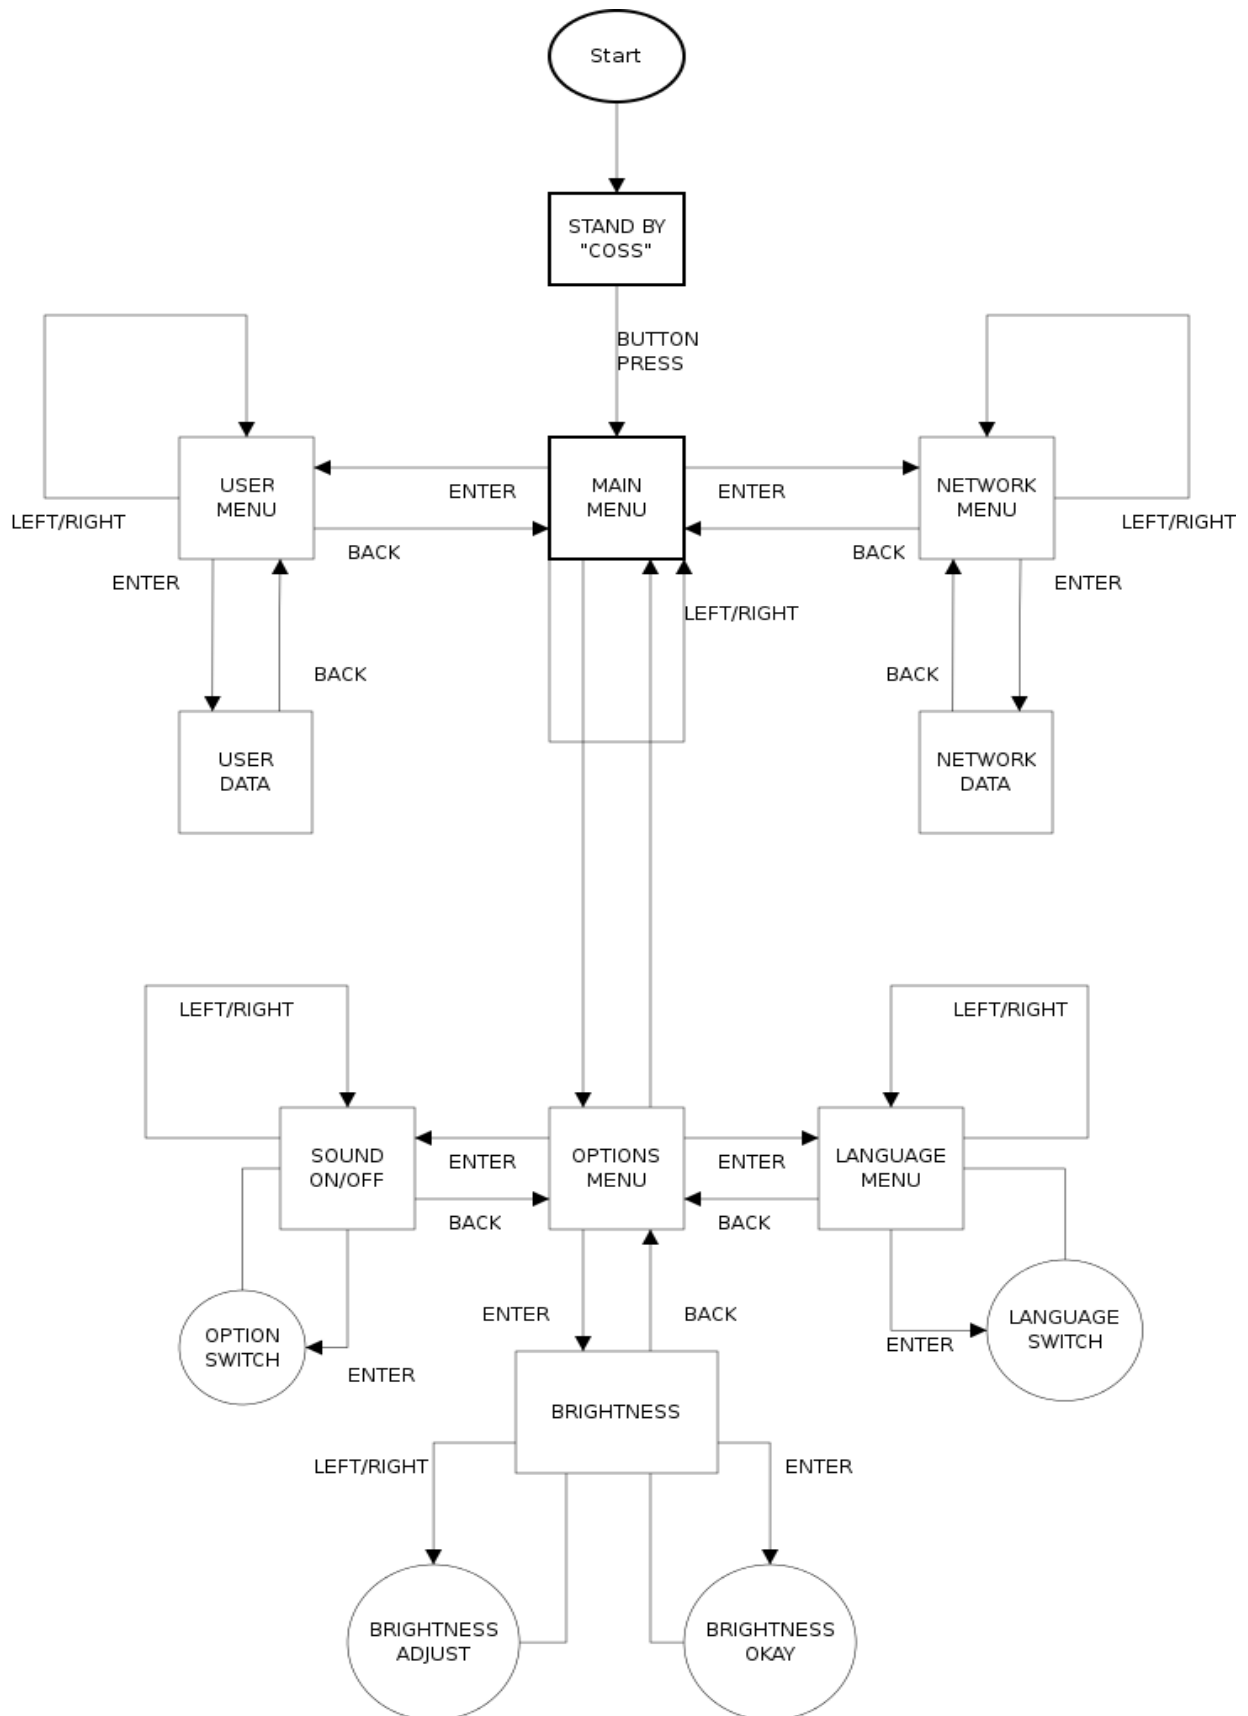 Start
STAND BY
"COSS"
BUTTON
PRESS
USER
MENU
ENTER
MAIN
MENU
ENTER
NETWORK
MENU
LEFT/RIGHT
BACK
BACK
LEFT/RIGHT
ENTER
ENTER
LEFT/RIGHT
BACK
BACK
USER
DATA
NETWORK
DATA
LEFT/RIGHT
LEFT/RIGHT
SOUND
ON/OFF
ENTER
OPTIONS
MENU
ENTER
LANGUAGE
MENU
BACK
BACK
ENTER
BACK
OPTION
SWITCH
ENTER
ENTER
LANGUAGE
SWITCH
BRIGHTNESS
LEFT/RIGHT
ENTER
BRIGHTNESS
ADJUST
BRIGHTNESS
OKAY